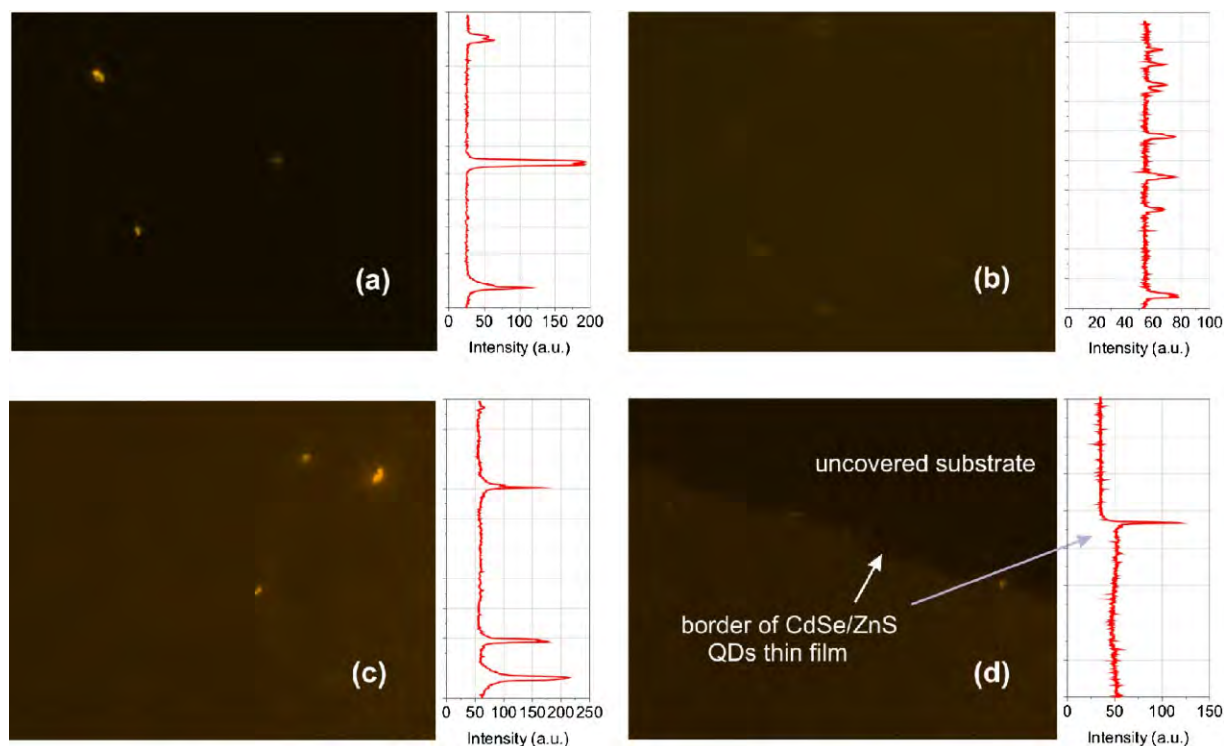 (a)
0 50 100 150 200
Intensity (a.u.)
(b)
0 20 40 60 80 100
Intensity (a.u.)
(c)
0 50 100 150 200 250
Intensity (a.u.)
uncovered substrate
border of CdSe/ZnS
QDs thin film
(d)
0 50 100 150
Intensity (a.u.)